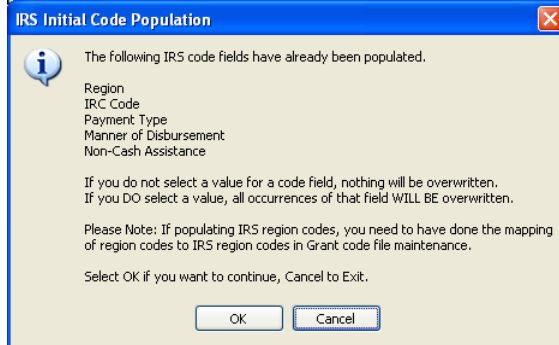 IRS Initial Code Population
The following IRS code fields have already been populated.
Region
IRC Code
Payment Type
Manner of Disbursement
Non-Cash Assistance
If you do not select a value for a code field, nothing will be overwritten.
If you DO select a value, all occurrences of that field WILL BE overwritten.
Please Note: If populating IRS region codes, you need to have done the mapping
of region codes to IRS region codes in Grant code file maintenance.
Select OK if you want to continue, Cancel to Exit.
OK
Cancel